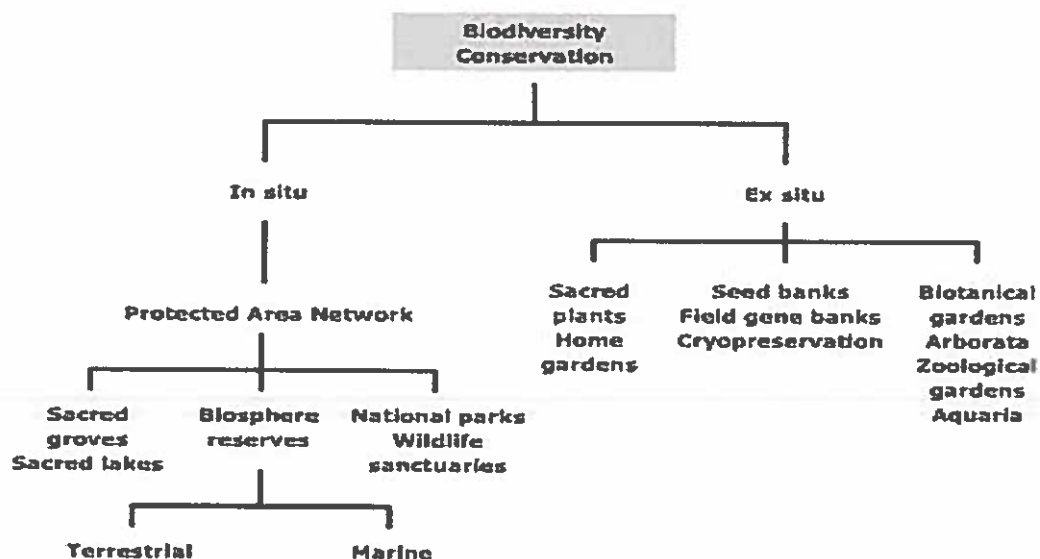 Biodiversity
Conservation
In situ
Ex situ
Protected Area Network
Sacred
plants
Home
gardens
Seed banks
Field gene banks
Cryopreservation
Biotanical
gardens
Arborata
Zoological
gardens
Aquaria
Sacred
groves
Sacred lakes
Biosphere
reserves
National parks
Wildlife
sanctuaries
Terrestrial
Marine